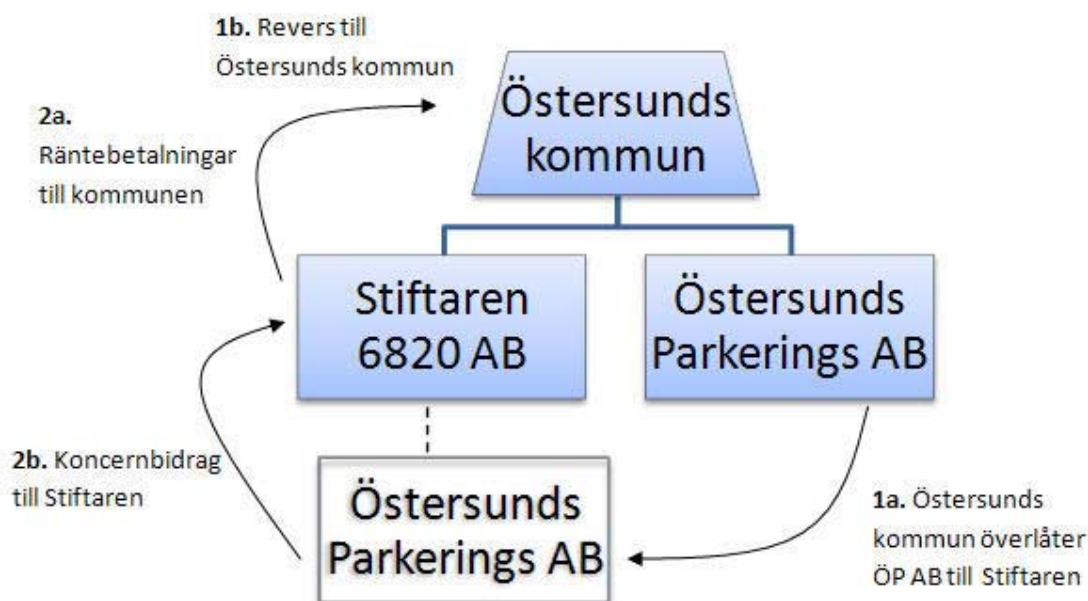 1b. Revers till
Östersunds kommun
Östersunds
kommun
2a.
Räntebetalningar
till kommunen
Stiftaren
6820 AB
Östersunds
Parkerings AB
2b. Koncernbidrag
till Stiftaren
Östersunds
Parkerings AB
1a. Östersunds
kommun överlåter
ÖP AB till Stiftaren